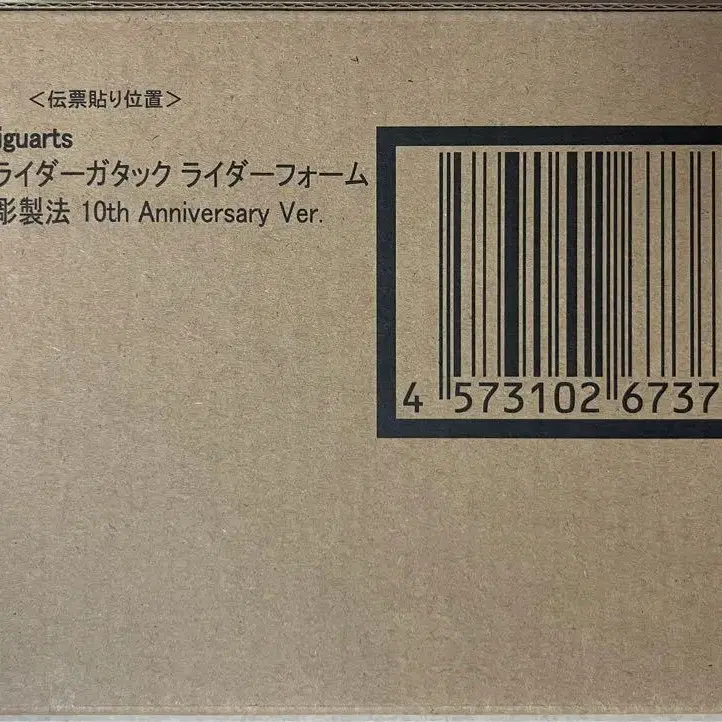 <伝票貼り位置>
iguarts
ライダーガタック ライダーフォーム
彫製法 10th Anniversary Ver.
4 573102 6737